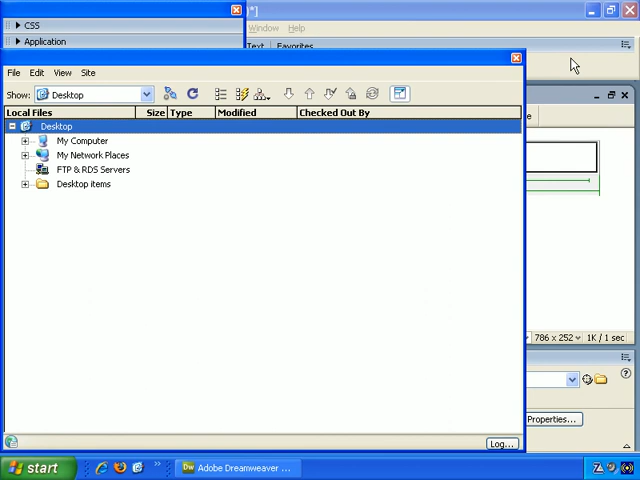 CSS
)*]
Application
Window Help
Text Favorites
File Edit View Site
Show: Desktop
Local Files Size Type Modified Checked Out By
Desktop
My Computer
My Network Places
FTP & RDS Servers
Desktop items
786 x 252 1K / 1 sec
Properties...
Log...
start
Dw Adobe Dreamweaver ...